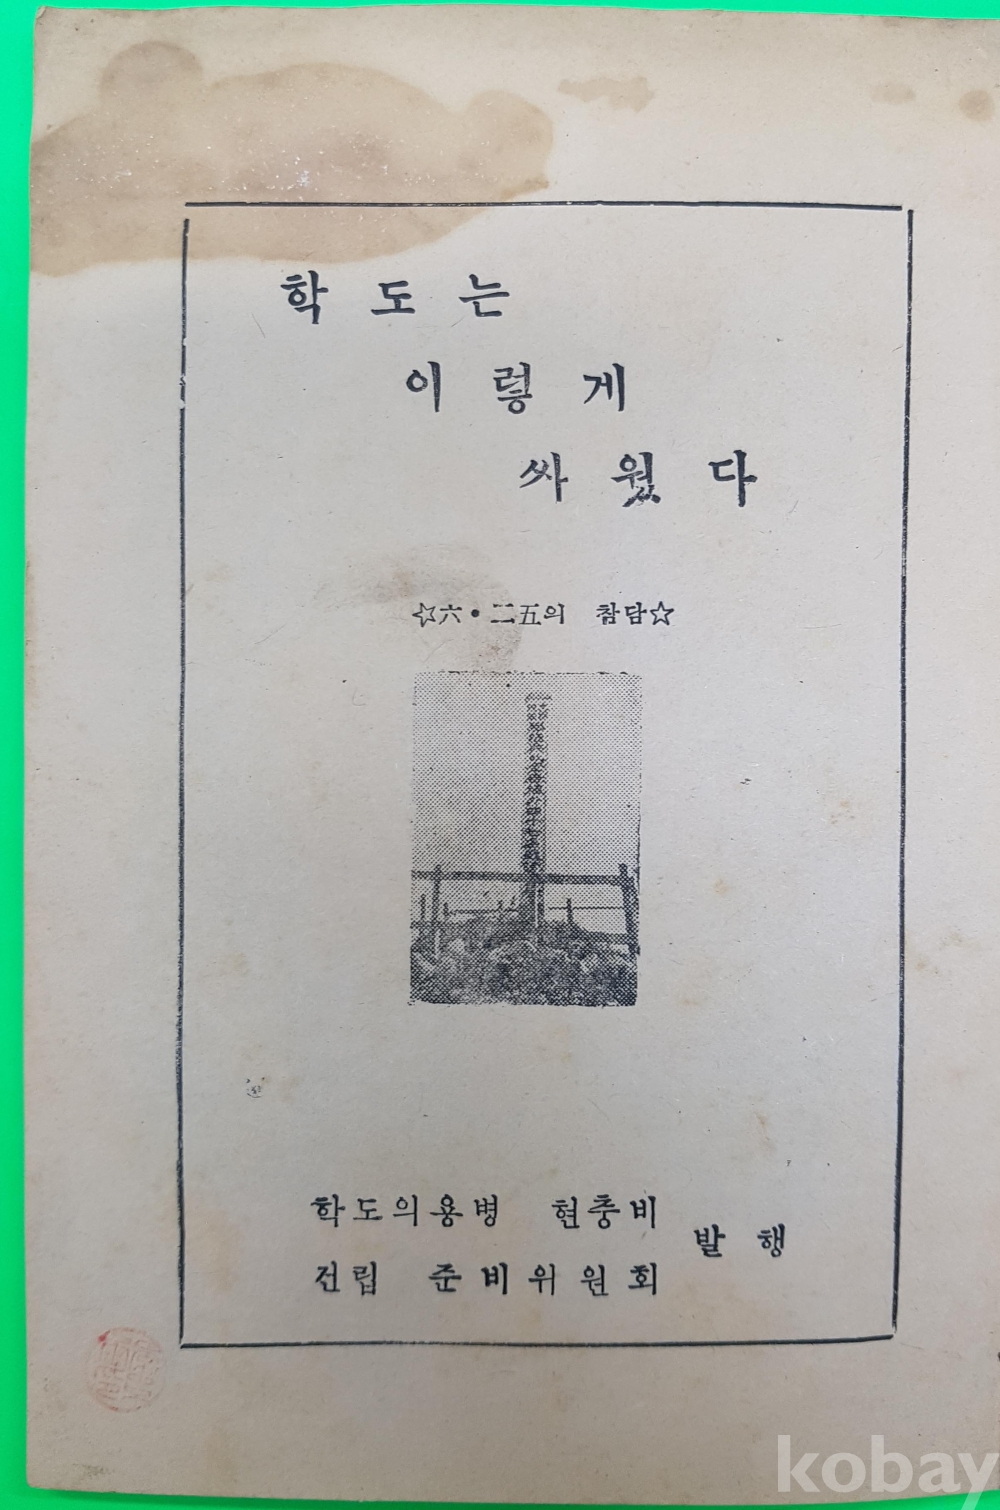 학도는
이렇게
싸웠다
☆六·二五의 참담☆
학도의용병 현충비
건립 준비위원회
발행
kobay